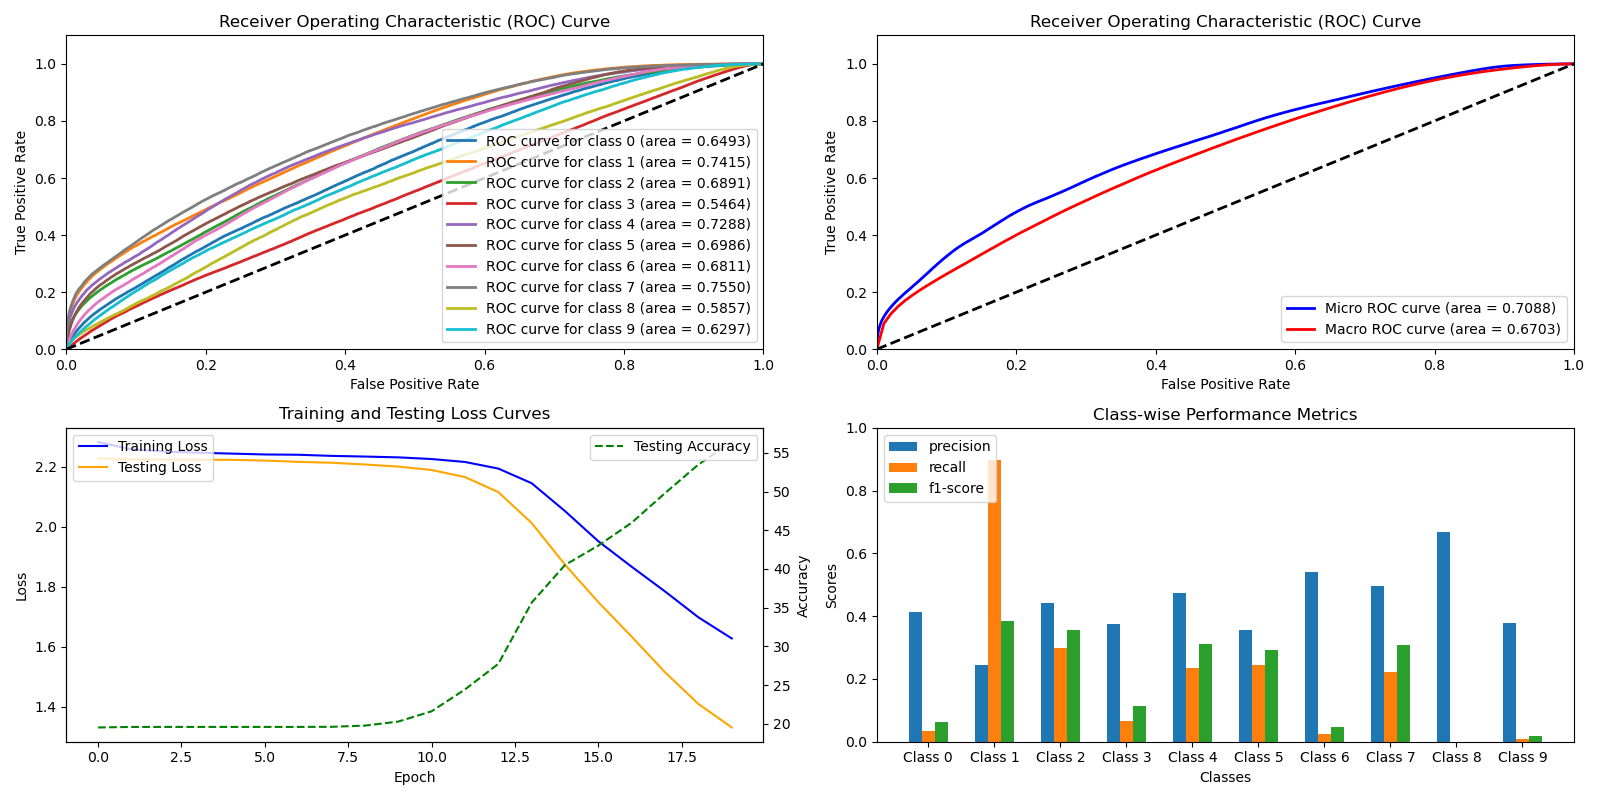 Receiver Operating Characteristic (ROC) Curve
True Positive Rate
1.0
0.8
0.6
0.4
0.2
0.0
ROC curve for class 0 (area = 0.6493)
ROC curve for class 1 (area = 0.7415)
ROC curve for class 2 (area = 0.6891)
ROC curve for class 3 (area = 0.5464)
ROC curve for class 4 (area = 0.7288)
ROC curve for class 5 (area = 0.6986)
ROC curve for class 6 (area = 0.6811)
ROC curve for class 7 (area = 0.7550)
ROC curve for class 8 (area = 0.5857)
ROC curve for class 9 (area = 0.6297)
0.0 0.2 0.4 0.6 0.8 1.0
False Positive Rate
Receiver Operating Characteristic (ROC) Curve
True Positive Rate
1.0
0.8
0.6
0.4
0.2
0.0
Micro ROC curve (area = 0.7088)
Macro ROC curve (area = 0.6703)
0.0 0.2 0.4 0.6 0.8 1.0
False Positive Rate
Training and Testing Loss Curves
Loss
2.2
2.0
1.8
1.6
1.4
Training Loss
Testing Loss
Testing Accuracy
55
50
45
40
35
30
25
20
Accuracy
0.0 2.5 5.0 7.5 10.0 12.5 15.0 17.5
Epoch
Class-wise Performance Metrics
Scores
1.0
0.8
0.6
0.4
0.2
0.0
precision
recall
f1-score
Class 0 Class 1 Class 2 Class 3 Class 4 Class 5 Class 6 Class 7 Class 8 Class 9
Classes